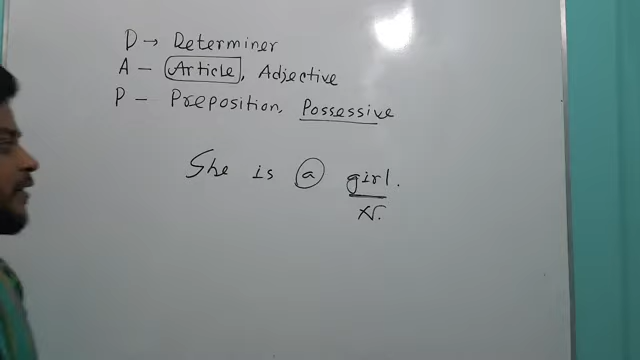 D → Determiner
A - Article, Adjective
P - Preposition, Possessive
She is a girl.
N.